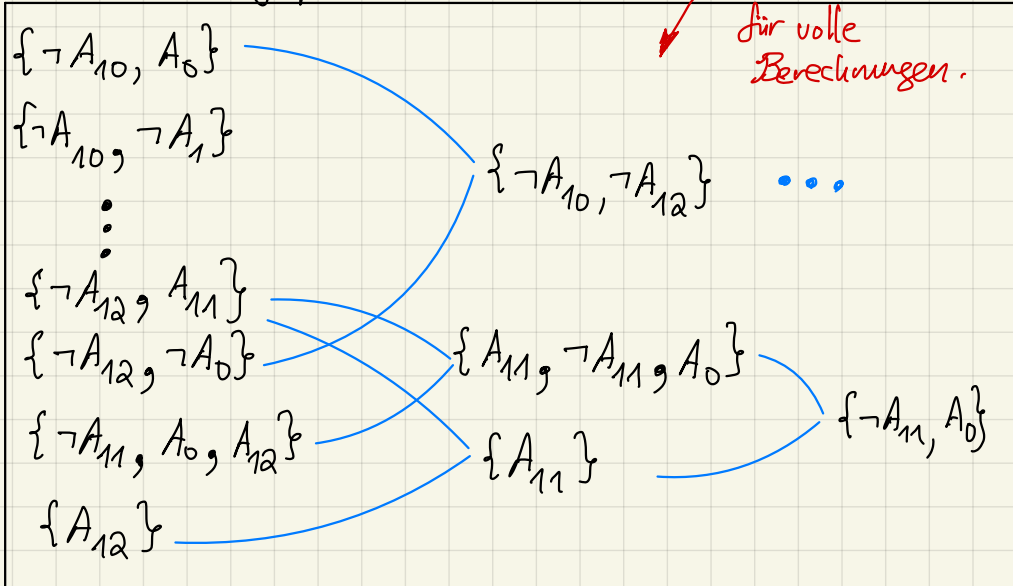 für volle
Berechnungen.
{¬A₁₀, A₀}
{¬A₁₀, ¬A₁}
{¬A₁₀, ¬A₁₂} ...
{¬A₁₂, A₁₁}
{¬A₁₂, ¬A₀}
{A₁₁, ¬A₁₁, A₀}
{¬A₁₁, A₀}
{¬A₁₁, A₀, A₁₂}
{A₁₁}
{A₁₂}